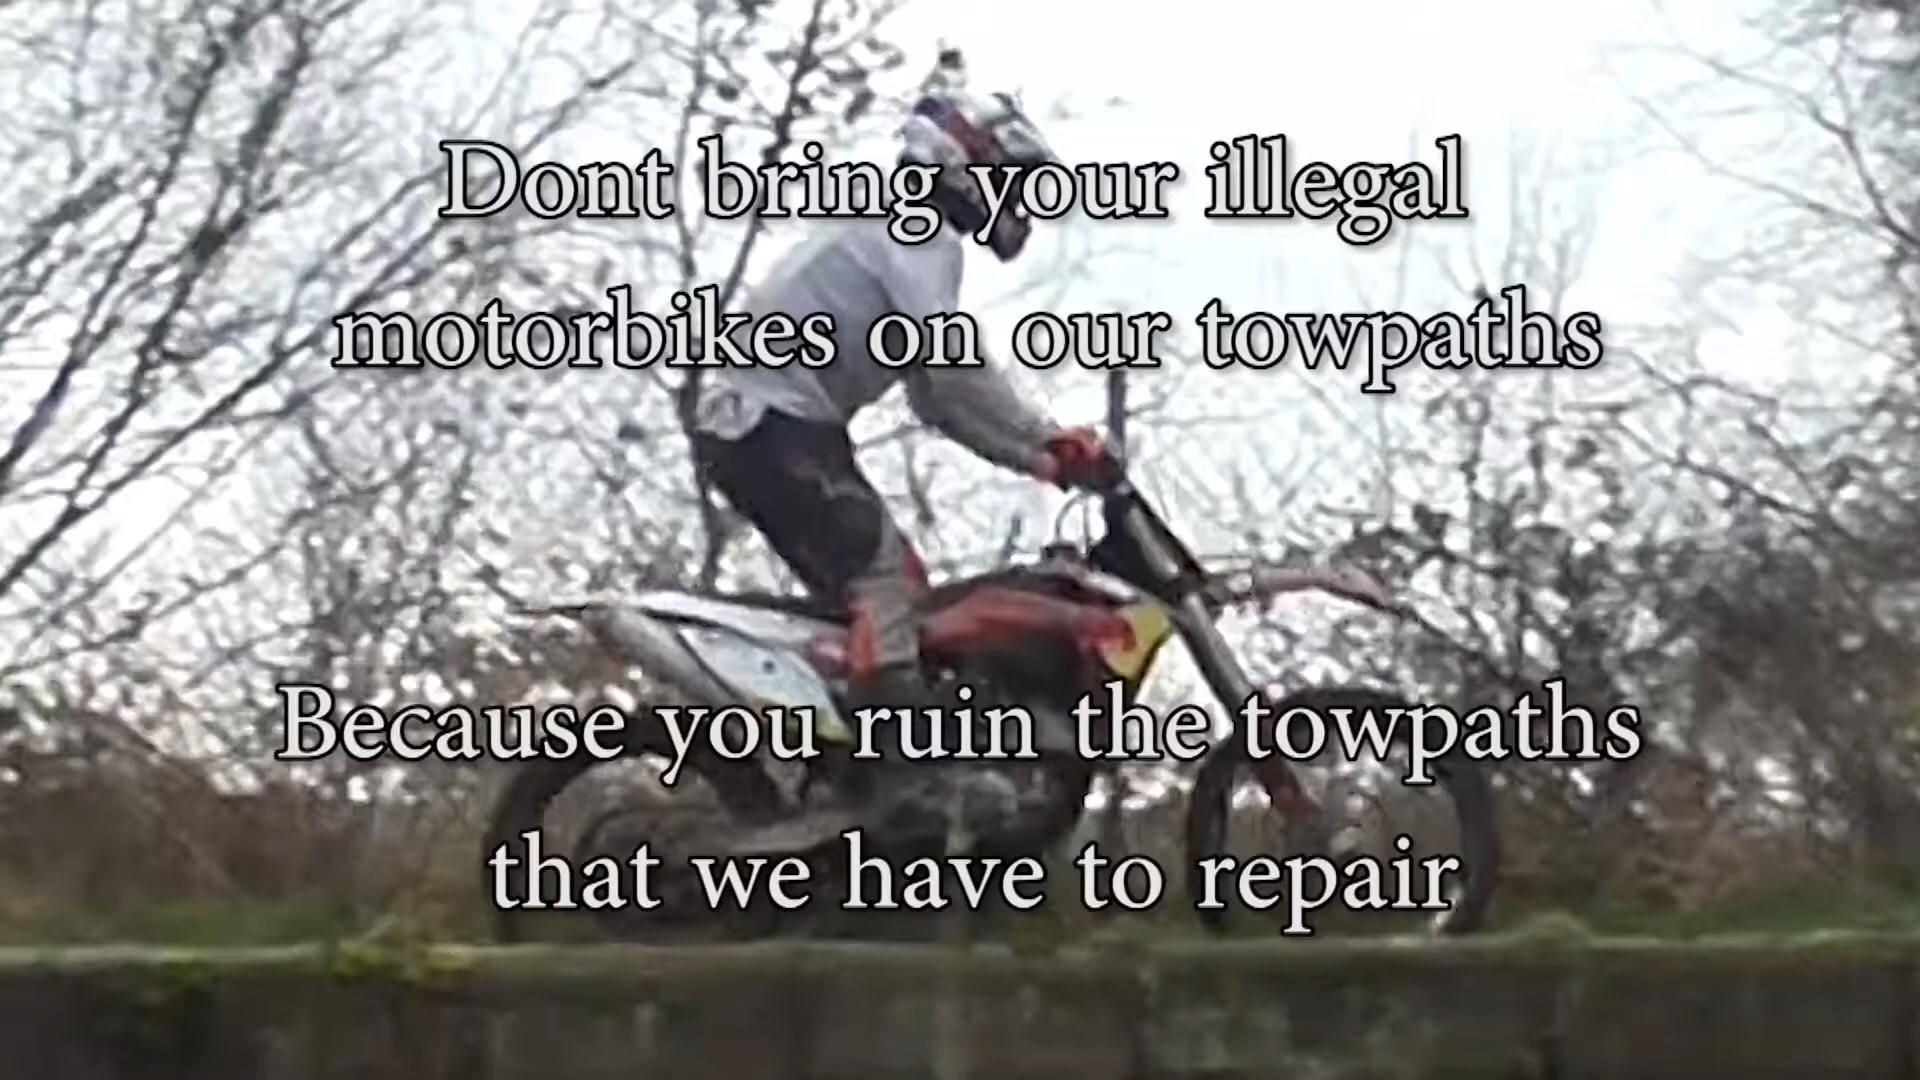 Dont bring your illegal
motorbikes on our towpaths
Because you ruin the towpaths
that we have to repair